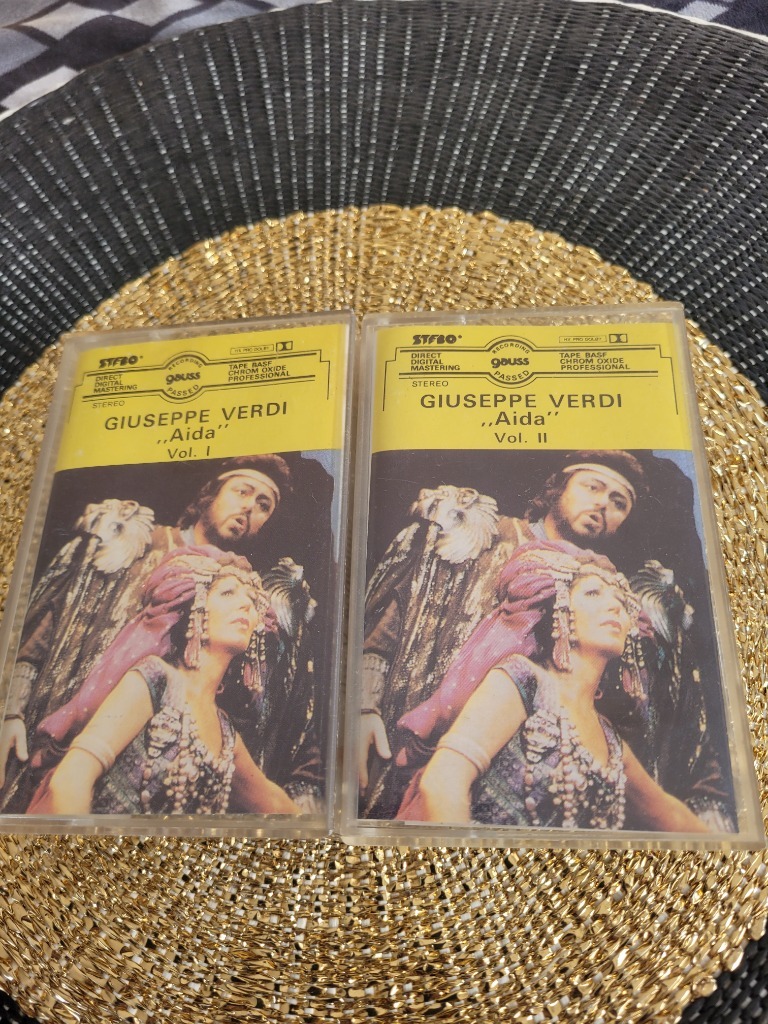 STEBO®
HX PRO DOLBY
DIRECT
DIGITAL
MASTERING
RECORDING
gauss
PASSED
TAPE BASF
CHROM OXIDE
PROFESSIONAL
STEREO
GIUSEPPE VERDI
,,Aida"
Vol. I
STEBO®
HX PRO DOLBY
DIRECT
DIGITAL
MASTERING
RECORDING
gauss
PASSED
TAPE BASF
CHROM OXIDE
PROFESSIONAL
STEREO
GIUSEPPE VERDI
,,Aida"
Vol. II